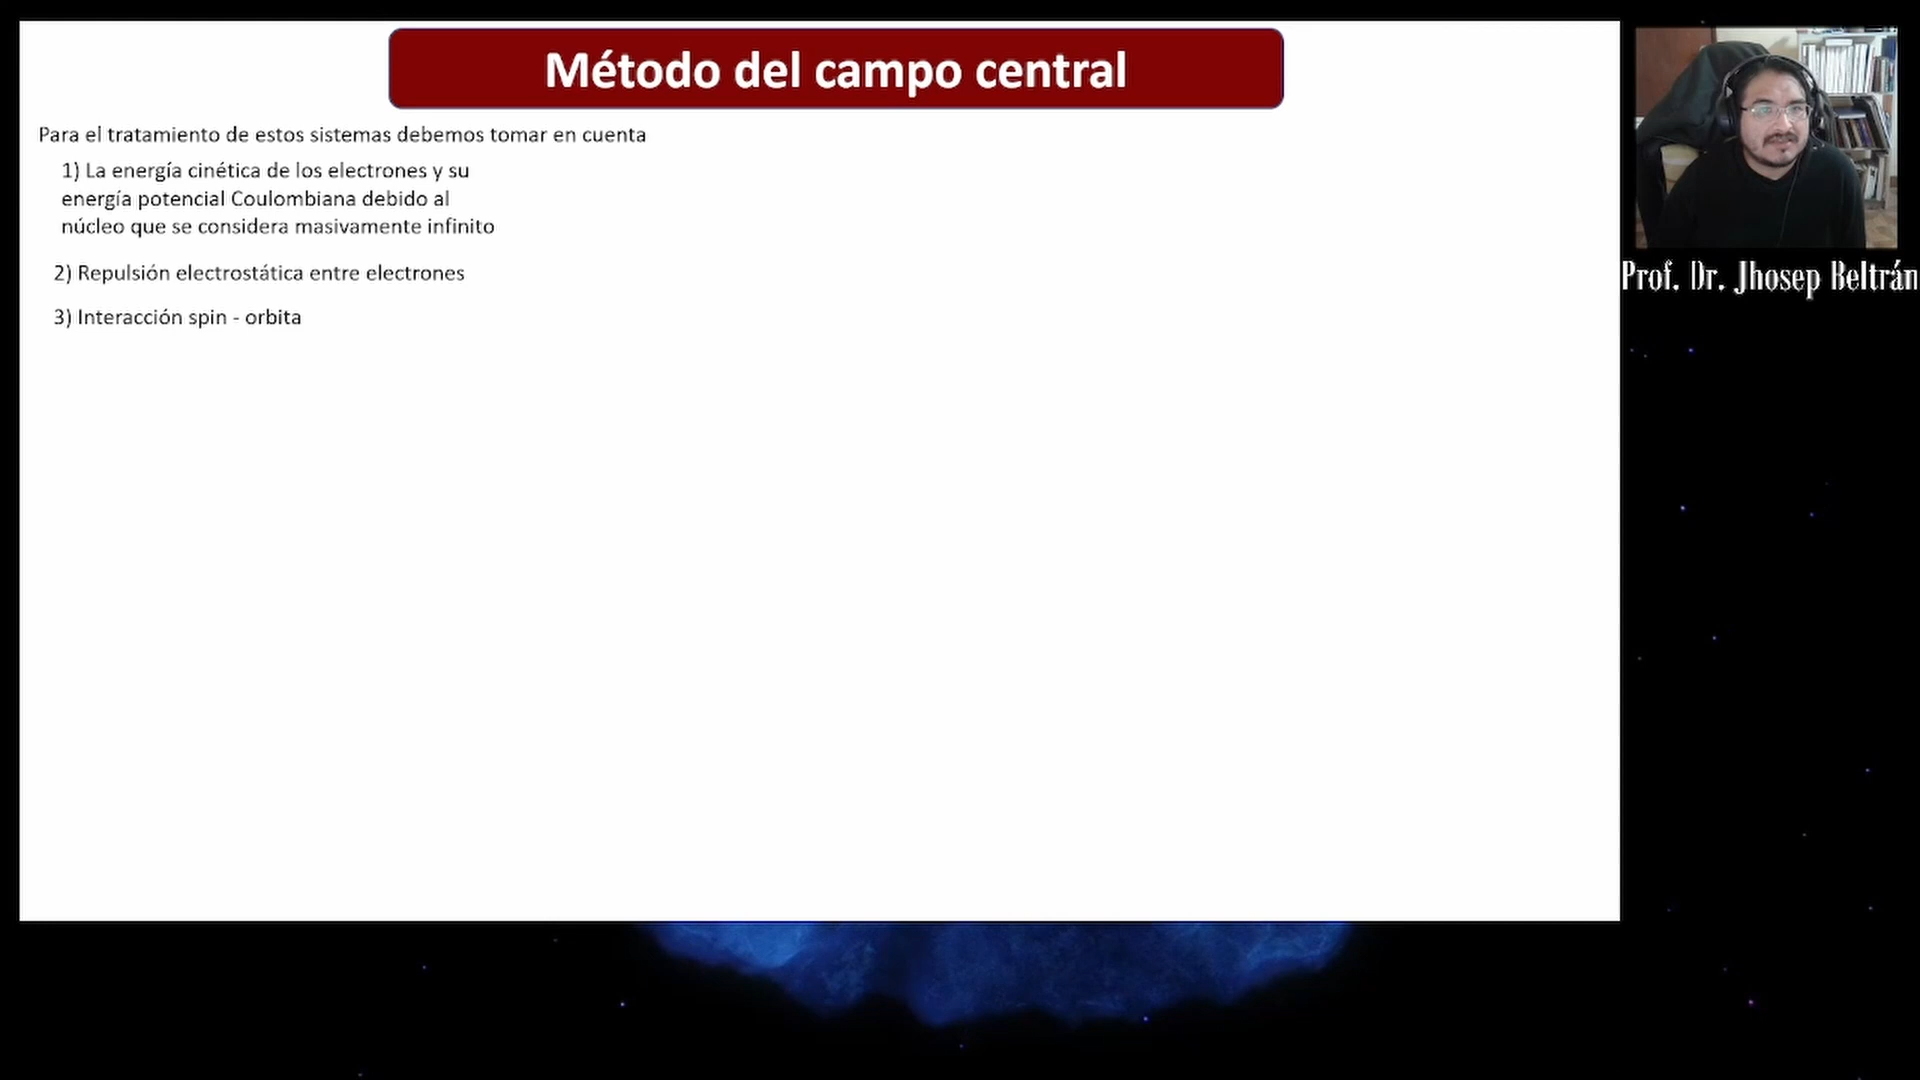 Método del campo central
Para el tratamiento de estos sistemas debemos tomar en cuenta
1) La energía cinética de los electrones y su
energía potencial Coulombiana debido al
núcleo que se considera masivamente infinito
2) Repulsión electrostática entre electrones
3) Interacción spin - orbita
Prof. Dr. Jhosep Beltrán